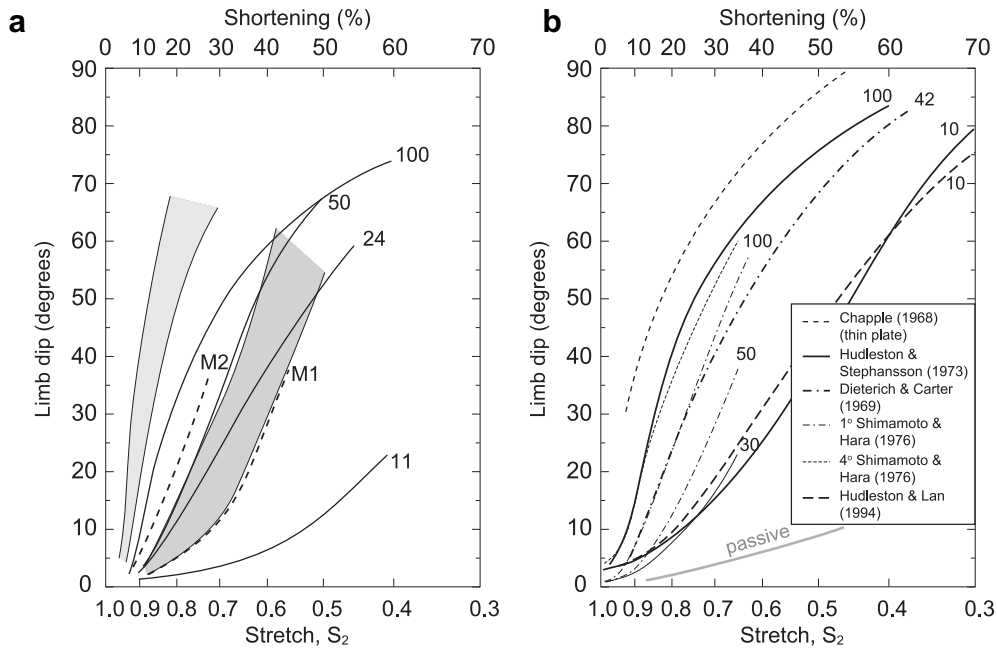 a
Shortening (%)
0 10 20 30 40 50 60 70
90
80
70
60
50
40
30
20
10
0
Limb dip (degrees)
100
50
24
M2
M1
11
1.0 0.9 0.8 0.7 0.6 0.5 0.4 0.3
Stretch, S2
b
Shortening (%)
0 10 20 30 40 50 60 70
90
80
70
60
50
40
30
20
10
0
Limb dip (degrees)
100
42
10
10
100
50
30
passive
Chapple (1968)
(thin plate)
Hudleston &
Stephansson (1973)
Dieterich & Carter
(1969)
1º Shimamoto &
Hara (1976)
4º Shimamoto &
Hara (1976)
Hudleston & Lan
(1994)
1.0 0.9 0.8 0.7 0.6 0.5 0.4 0.3
Stretch, S2